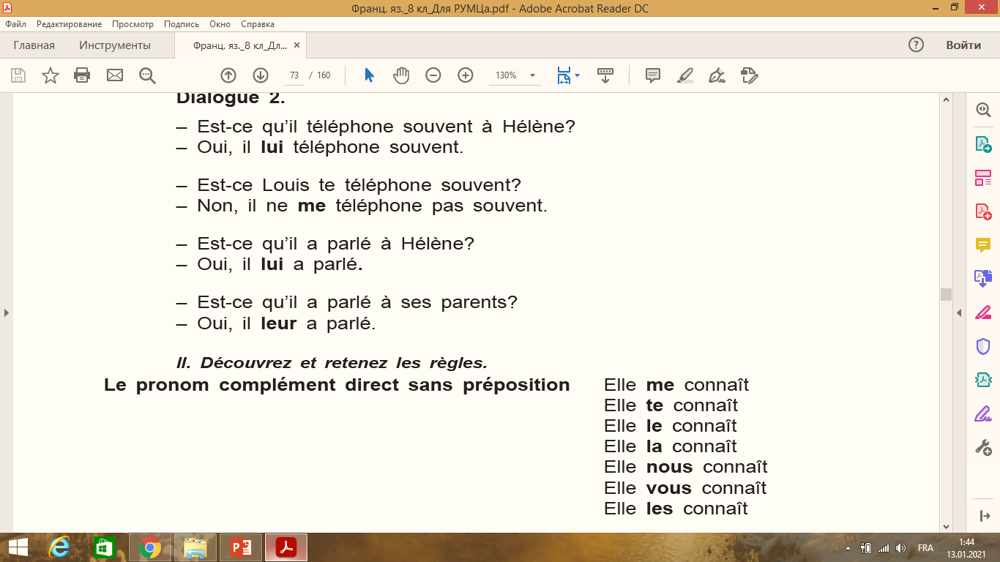 Франц. яз._8 кл_Для РУМЦа.pdf - Adobe Acrobat Reader DC
Файл Редактирование Просмотр Подпись Окно Справка
Главная Инструменты Франц. яз._8 кл_Дл... × Войти
73 / 160 130%
Dialogue 2.
– Est-ce qu'il téléphone souvent à Hélène?
– Oui, il lui téléphone souvent.
– Est-ce Louis te téléphone souvent?
– Non, il ne me téléphone pas souvent.
– Est-ce qu'il a parlé à Hélène?
– Oui, il lui a parlé.
– Est-ce qu'il a parlé à ses parents?
– Oui, il leur a parlé.
II. Découvrez et retenez les règles.
Le pronom complément direct sans préposition Elle me connaît
Elle te connaît
Elle le connaît
Elle la connaît
Elle nous connaît
Elle vous connaît
Elle les connaît
FRA 1:44
13.01.2021